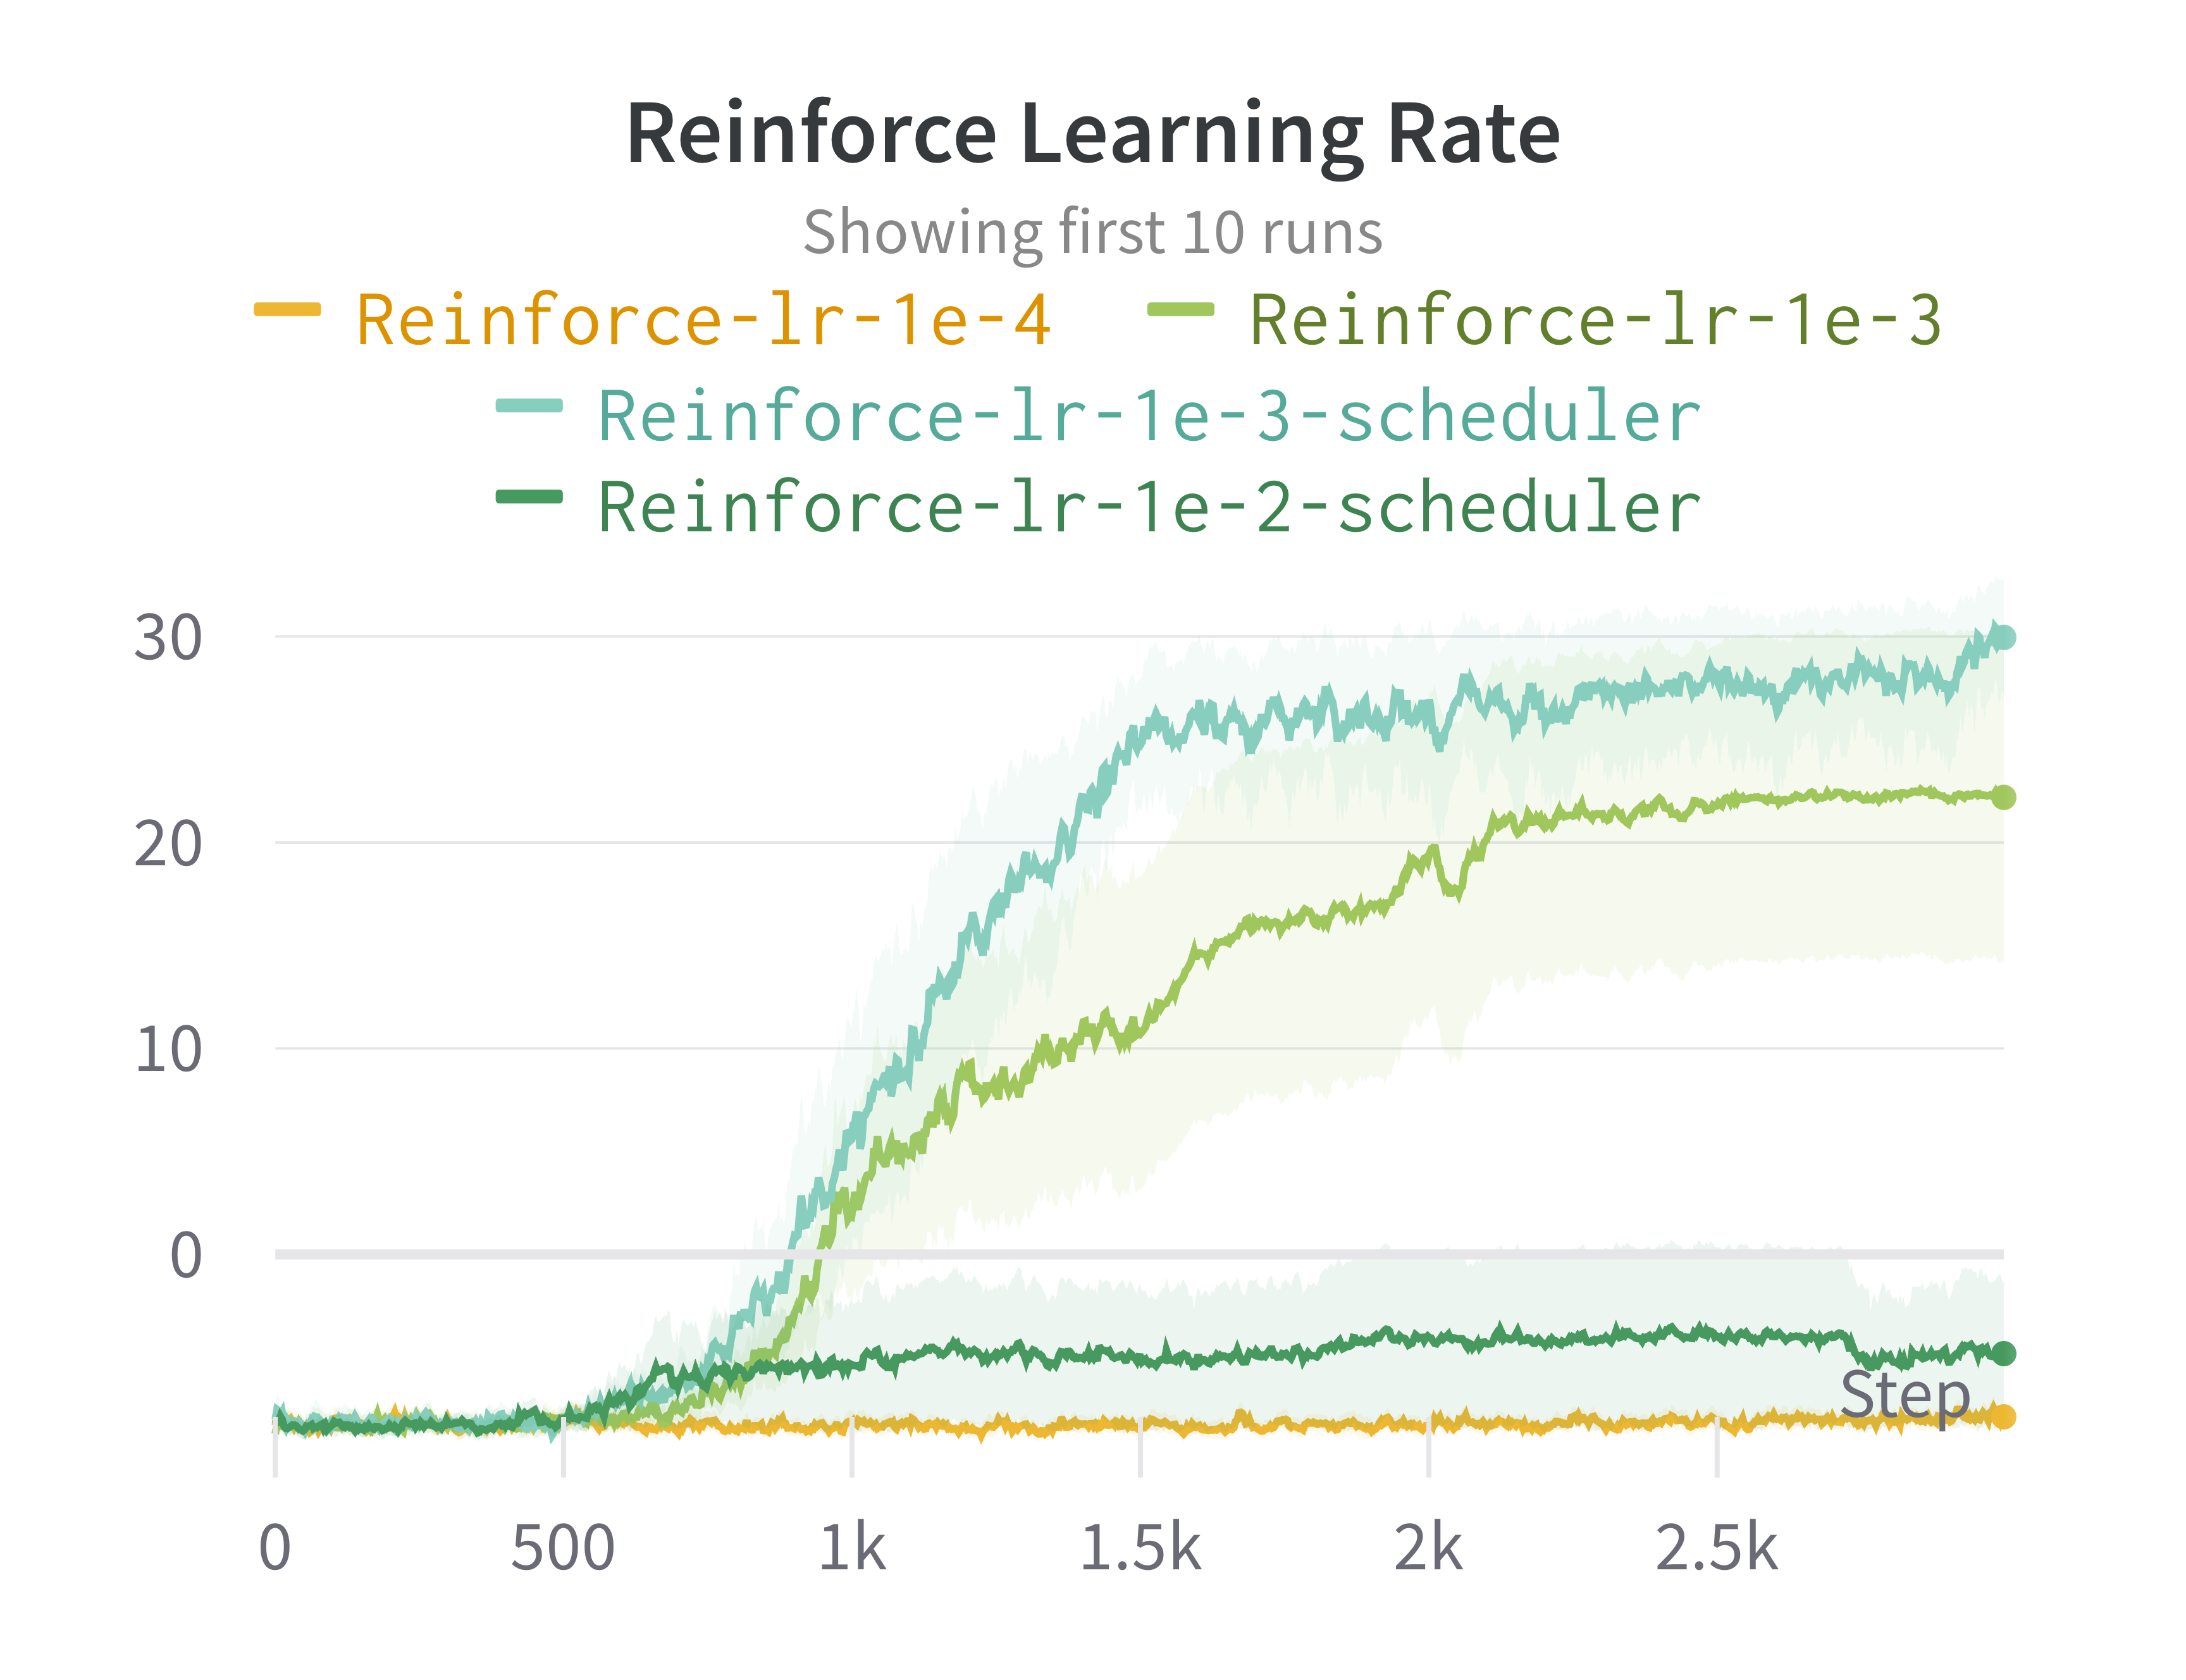 Reinforce Learning Rate
Showing first 10 runs
Reinforce-lr-1e-4 Reinforce-lr-1e-3
Reinforce-lr-1e-3-scheduler
Reinforce-lr-1e-2-scheduler
30
20
10
0
Step
0 500 1k 1.5k 2k 2.5k